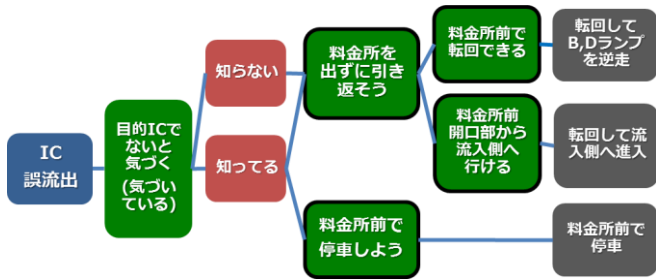 IC
誤流出
目的ICで
ないと
気づく
(気づい
ている)
知らない
知ってる
料金所を
出ずに引き
返そう
料金所前で
停車しよう
料金所前で
転回できる
料金所前
開口部から
流入側へ
行ける
転回して
B,Dランプ
を逆走
転回して流
入側へ進入
料金所前で
停車